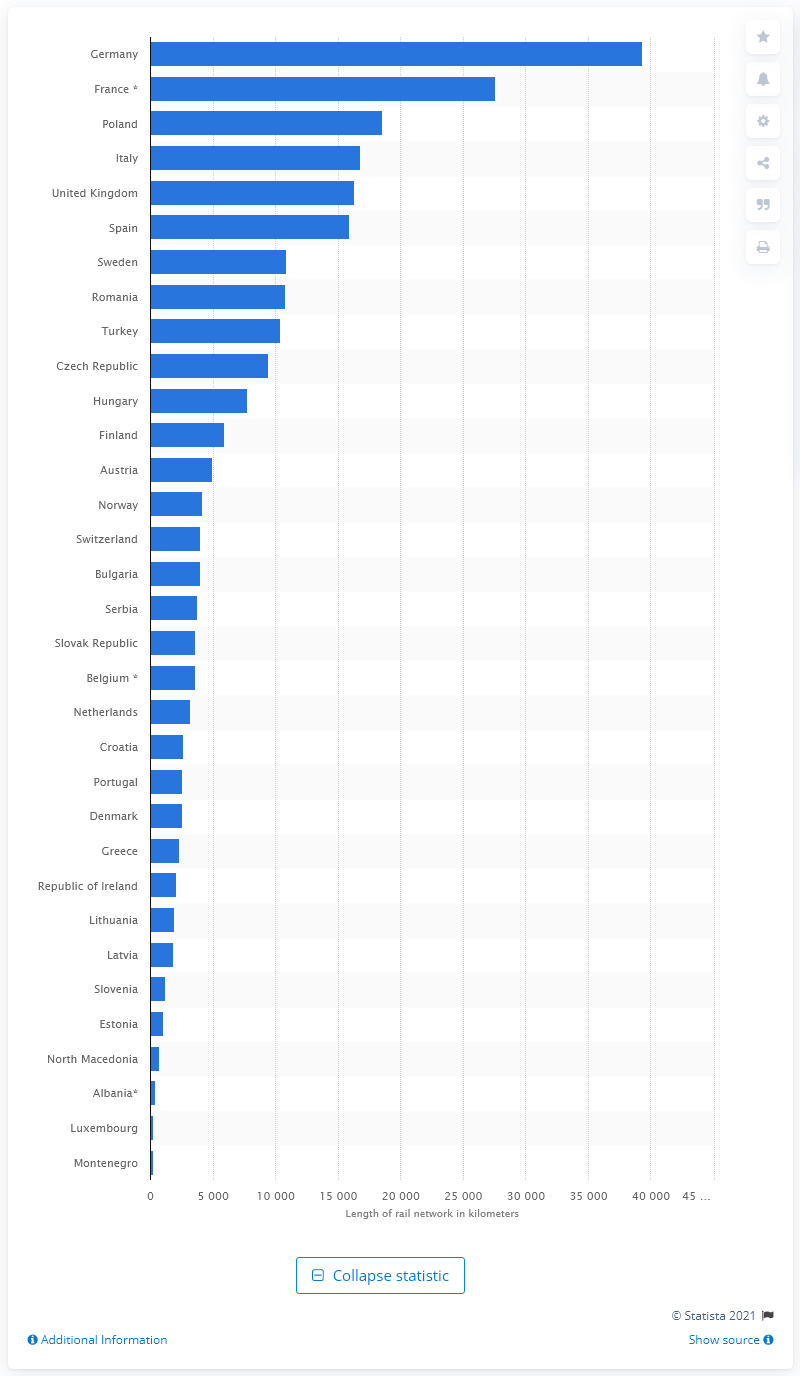 Germany
France *
Poland
Italy
United Kingdom
Spain
Sweden
Romania
Turkey
Czech Republic
Hungary
Finland
Austria
Norway
Switzerland
Bulgaria
Serbia
Slovak Republic
Belgium *
Netherlands
Croatia
Portugal
Denmark
Greece
Republic of Ireland
Lithuania
Latvia
Slovenia
Estonia
North Macedonia
Albania*
Luxembourg
Montenegro
0 5 000 10 000 15 000 20 000 25 000 30 000 35 000 40 000 45 ...
Length of rail network in kilometers
Collapse statistic
© Statista 2021
Additional Information Show source